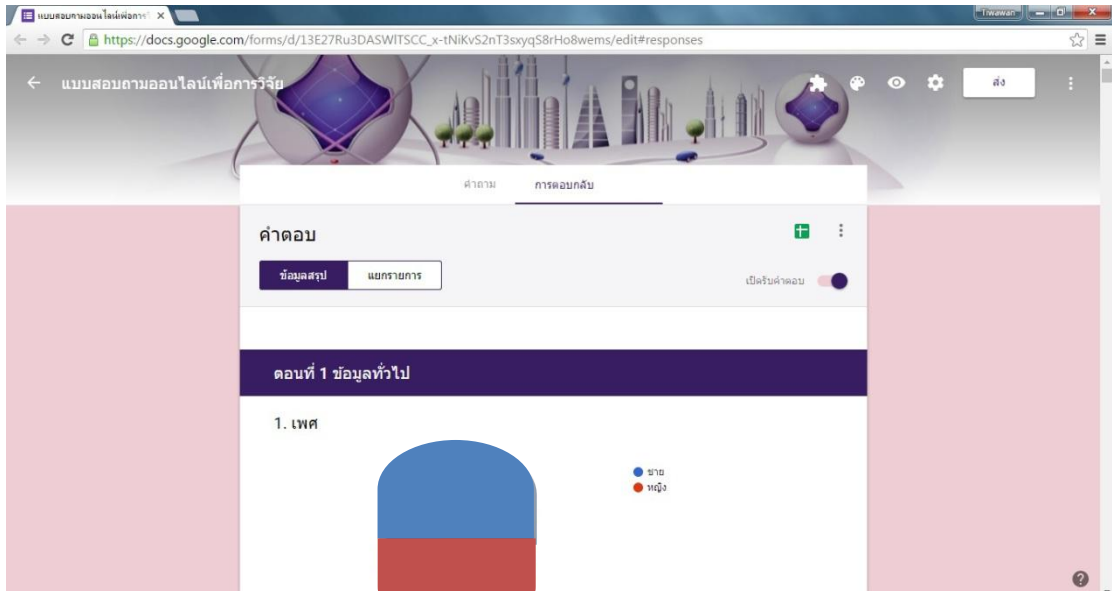 แบบสอบถามออนไลน์เพื่อการวิ
Tiwawan
https://docs.google.com/forms/d/13E27Ru3DASWlTSCC_x-tNiKvS2nT3sxyqS8rHo8wems/edit#responses
แบบสอบถามออนไลน์เพื่อการวิจัย
ส่ง
คำถาม การตอบกลับ
คำตอบ
ข้อมูลสรุป แยกรายการ
เปิดรับคำตอบ
ตอนที่ 1 ข้อมูลทั่วไป
1. เพศ
ชาย
หญิง